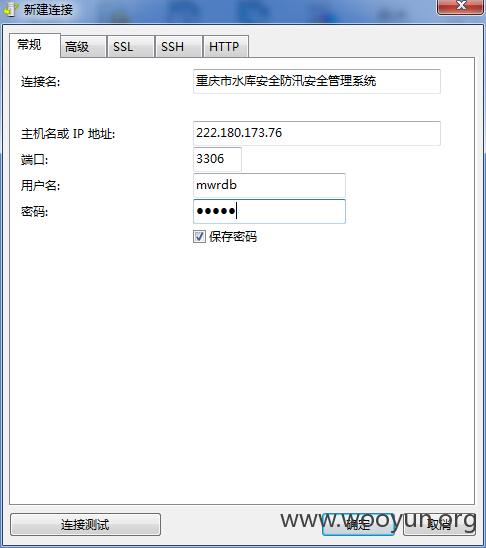 新建连接
常规 高级 SSL SSH HTTP
连接名: 重庆市水库安全防汛安全管理系统
主机名或 IP 地址: 222.180.173.76
端口: 3306
用户名: mwrdb
密码: ●●●●●
保存密码
连接测试 确定 取消
www.wooyun.org